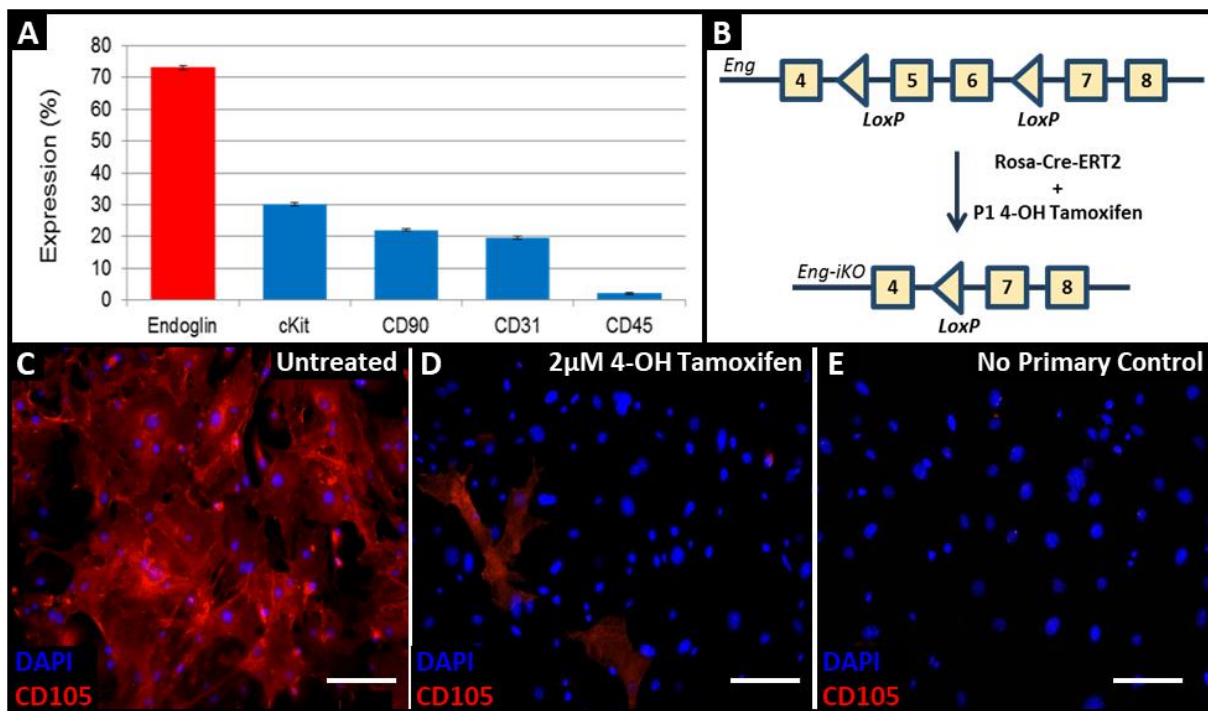 A
Expression (%)
80
70
60
50
40
30
20
10
0
Endoglin cKit CD90 CD31 CD45
B
Eng
4 5 6 7 8
LoxP LoxP
Rosa-Cre-ERT2
+
P1 4-OH Tamoxifen
Eng-iKO
4 7 8
LoxP
C Untreated
DAPI
CD105
D 2µM 4-OH Tamoxifen
DAPI
CD105
E No Primary Control
DAPI
CD105